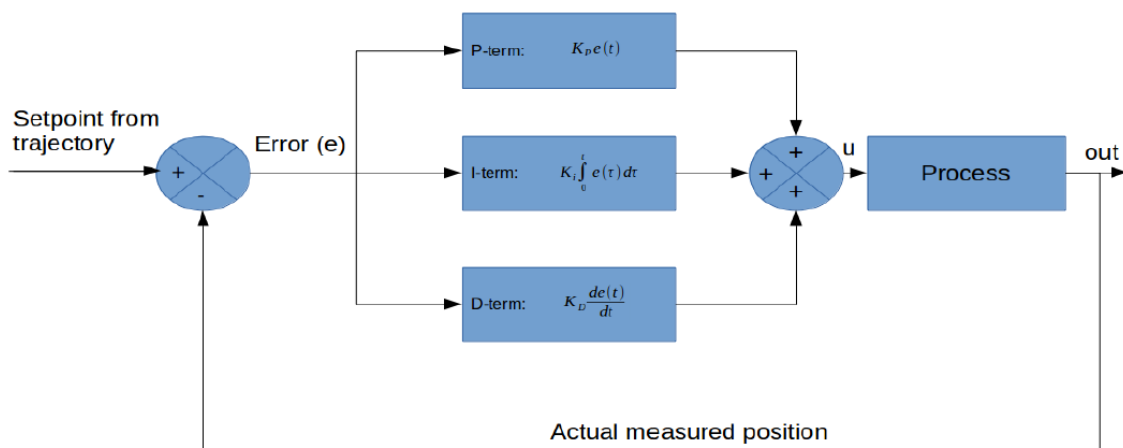 P-term: K_P e(t)
Setpoint from
trajectory
Error (e)
+
-
I-term: K_i ∫_0^t e(τ) dτ
+
+
+
u
Process
out
D-term: K_D de(t)/dt
Actual measured position